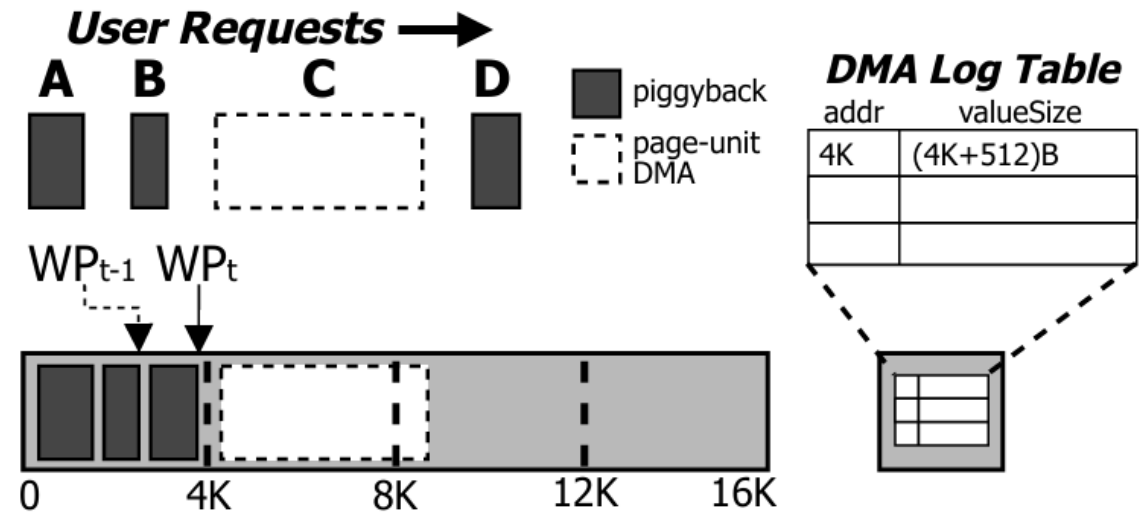 User Requests
A B C D
piggyback
page-unit
DMA
DMA Log Table
addr valueSize
4K (4K+512)B
WPt-1 WPt
0 4K 8K 12K 16K